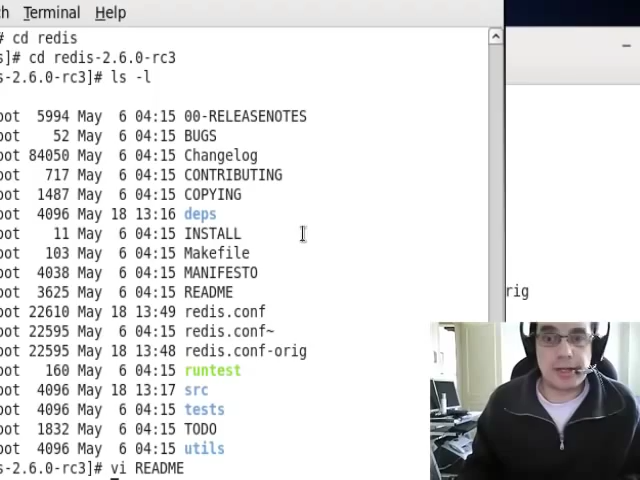 ch Terminal Help
# cd redis
s]# cd redis-2.6.0-rc3
s-2.6.0-rc3]# ls -l
oot 5994 May 6 04:15 00-RELEASENOTES
oot 52 May 6 04:15 BUGS
oot 84050 May 6 04:15 Changelog
oot 717 May 6 04:15 CONTRIBUTING
oot 1487 May 6 04:15 COPYING
oot 4096 May 18 13:16 deps
oot 11 May 6 04:15 INSTALL
oot 103 May 6 04:15 Makefile
oot 4038 May 6 04:15 MANIFESTO
oot 3625 May 6 04:15 README
oot 22610 May 18 13:49 redis.conf
oot 22595 May 18 13:49 redis.conf~
oot 22595 May 18 13:48 redis.conf-orig
oot 160 May 6 04:15 runtest
oot 4096 May 18 13:17 src
oot 4096 May 6 04:15 tests
oot 1832 May 6 04:15 TODO
oot 4096 May 6 04:15 utils
s-2.6.0-rc3]# vi README
rig